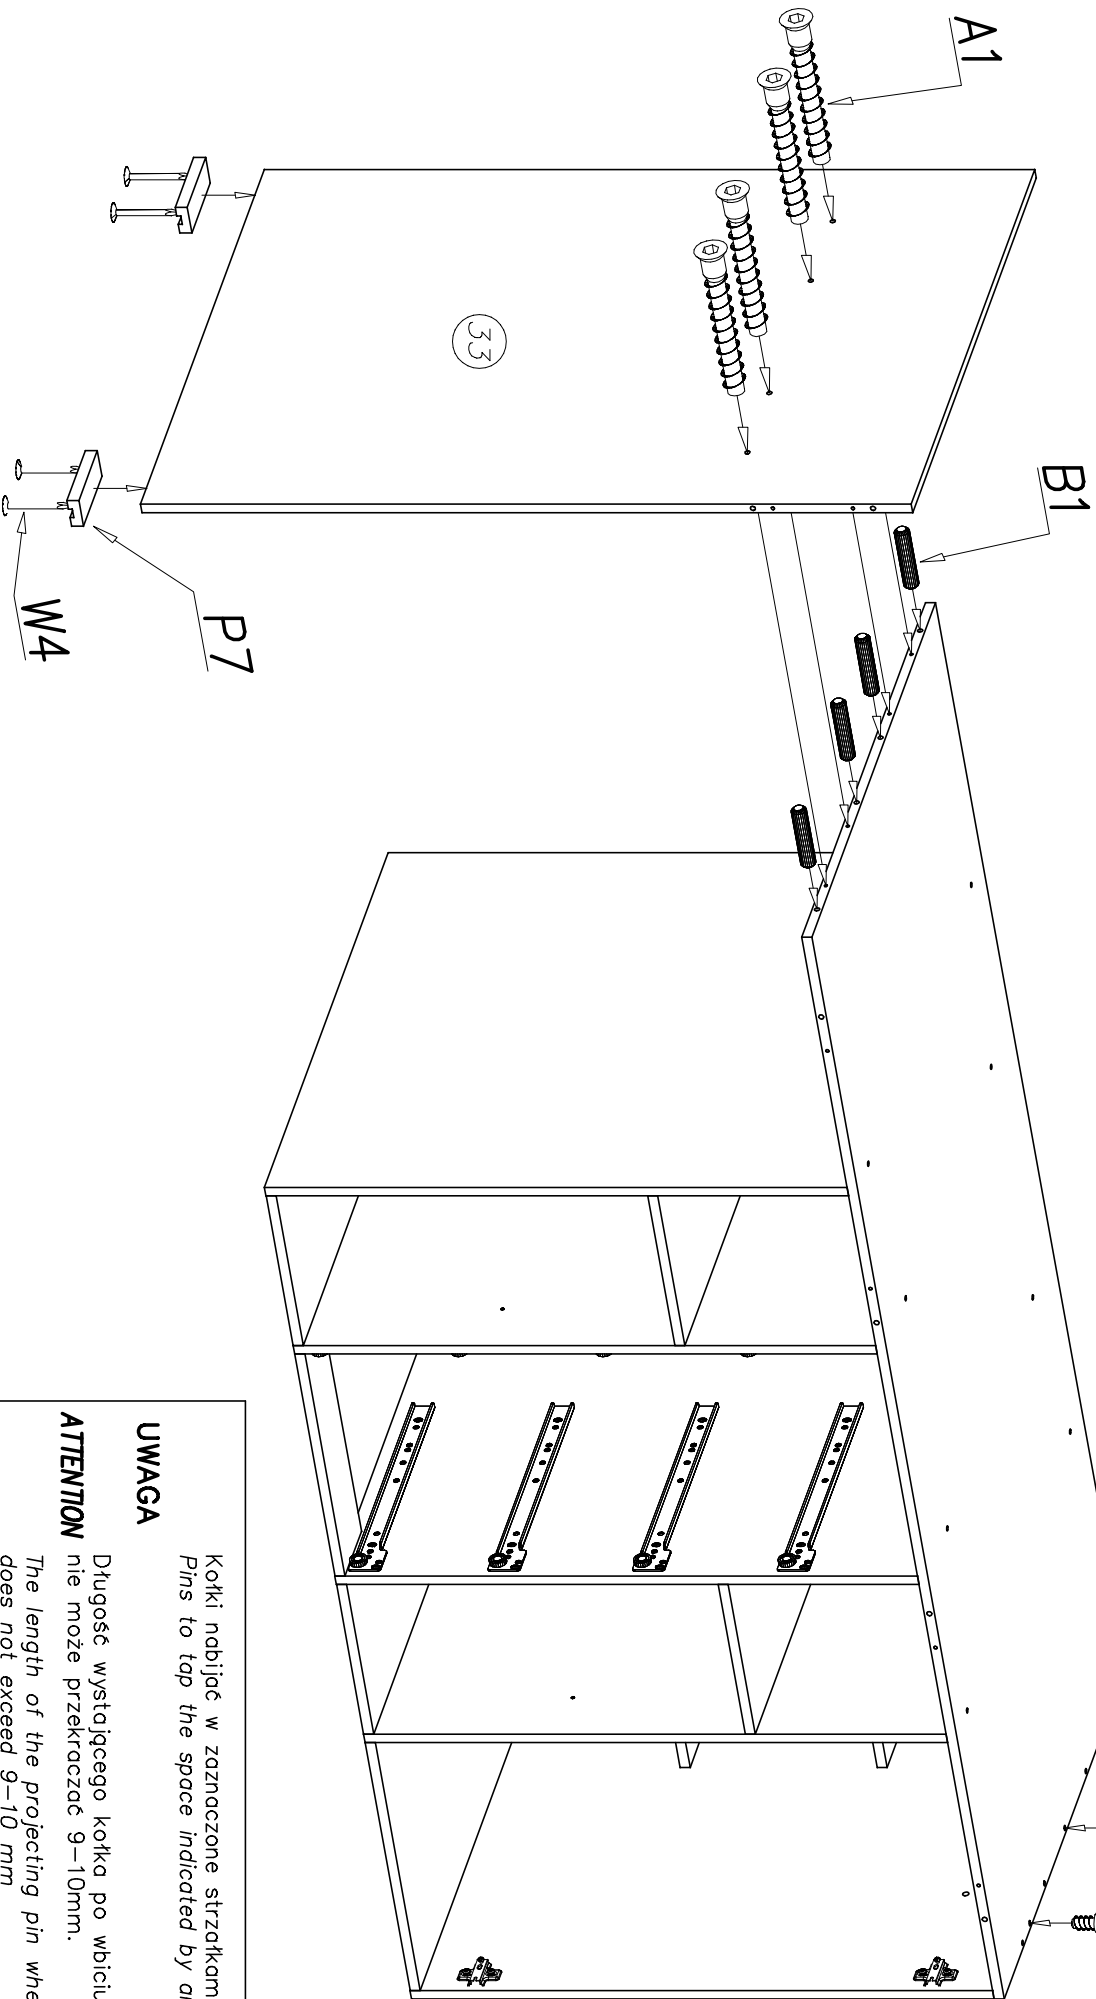 A1
B1
33
P7
W4
UWAGA
ATTENTION
Kołki nabijać w zaznaczone
Pins to tap the space indicated by
Długość wystającego kołka po wbiciu
nie może przekraczać 9-10mm.
The length of the projecting pin
does not exceed 9-10 mm